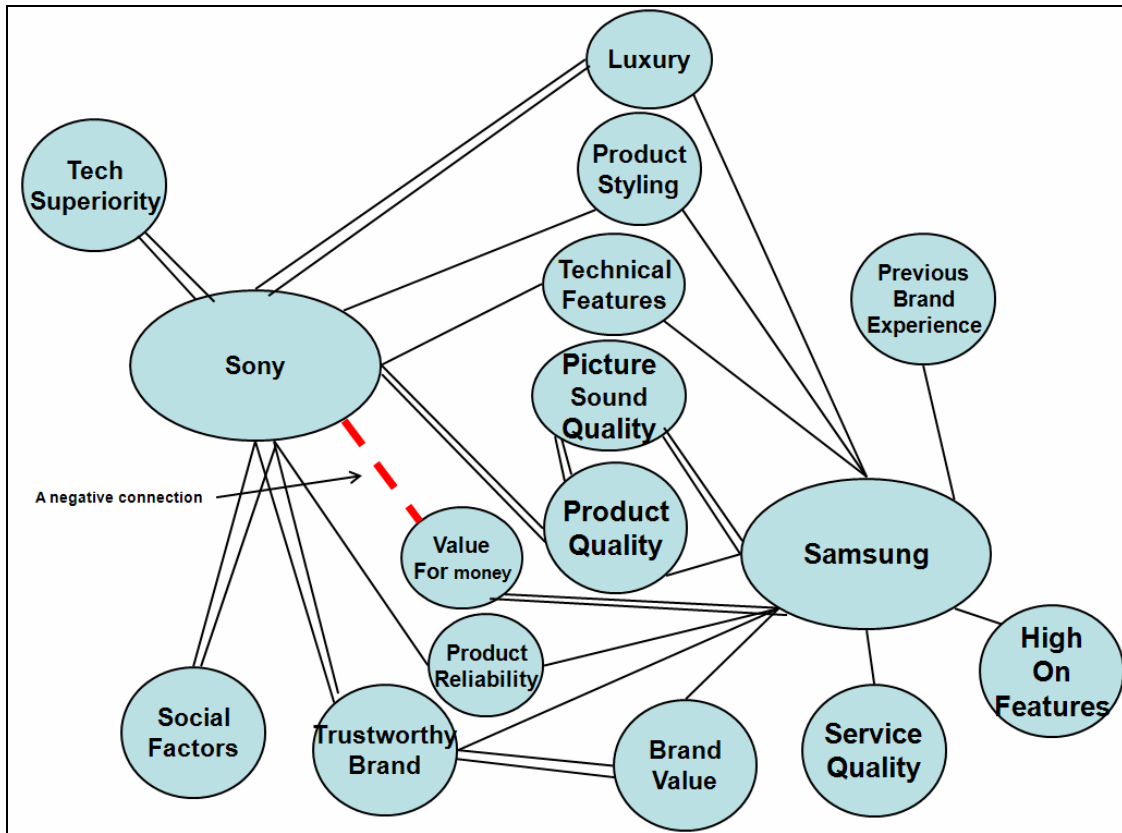 Luxury
Product
Styling
Tech
Superiority
Technical
Features
Previous
Brand
Experience
Sony
Picture
Sound
Quality
A negative connection
Product
Quality
Value
For money
Samsung
Product
Reliability
High
On
Features
Social
Factors
Trustworthy
Brand
Brand
Value
Service
Quality